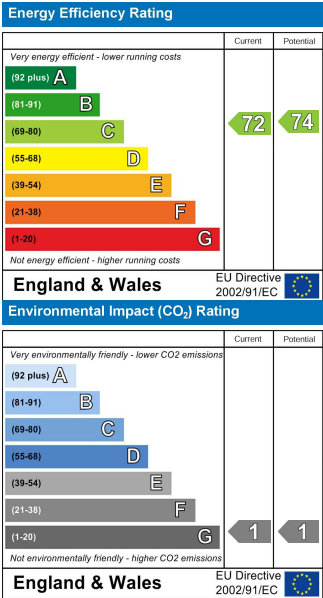 Energy Efficiency Rating
Current Potential
Very energy efficient - lower running costs
(92 plus) A
(81-91) B
(69-80) C
72 74
(55-68) D
(39-54) E
(21-38) F
(1-20) G
Not energy efficient - higher running costs
England & Wales
EU Directive
2002/91/EC
Environmental Impact (CO₂) Rating
Current Potential
Very environmentally friendly - lower CO2 emissions
(92 plus) A
(81-91) B
(69-80) C
(55-68) D
(39-54) E
(21-38) F
(1-20) G
1 1
Not environmentally friendly - higher CO2 emissions
England & Wales
EU Directive
2002/91/EC